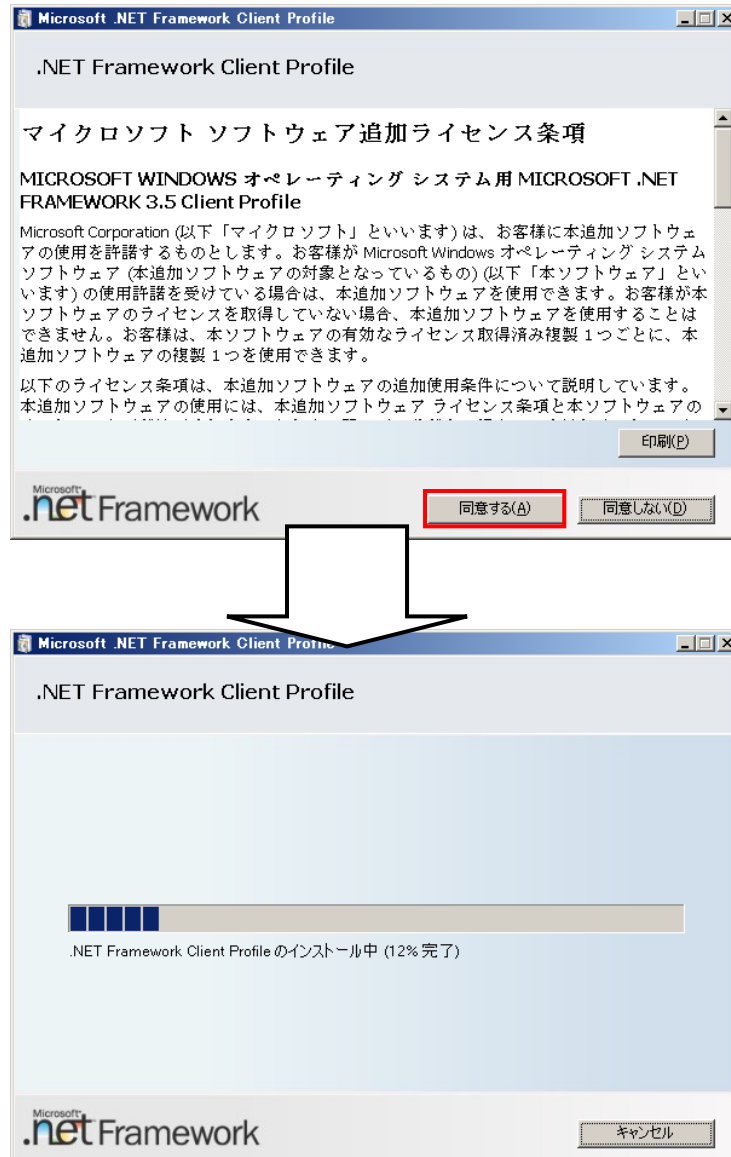 Microsoft .NET Framework Client Profile
.NET Framework Client Profile
マイクロソフト ソフトウェア追加ライセンス条項
MICROSOFT WINDOWS オペレーティング システム用 MICROSOFT .NET
FRAMEWORK 3.5 Client Profile
Microsoft Corporation (以下「マイクロソフト」といいます) は、お客様に本追加ソフトウェ
アの使用を許諾するものとします。お客様が Microsoft Windows オペレーティング システム
ソフトウェア (本追加ソフトウェアの対象となっているもの) (以下「本ソフトウェア」とい
います) の使用許諾を受けている場合は、本追加ソフトウェアを使用できます。お客様が本
ソフトウェアのライセンスを取得していない場合、本追加ソフトウェアを使用することは
できません。お客様は、本ソフトウェアの有効なライセンス取得済み複製 1 つごとに、本
追加ソフトウェアの複製 1 つを使用できます。
以下のライセンス条項は、本追加ソフトウェアの追加使用条件について説明しています。
本追加ソフトウェアの使用には、本追加ソフトウェア ライセンス条項と本ソフトウェアの
印刷(P)
Microsoft
.net Framework
同意する(A)
同意しない(D)
Microsoft .NET Framework Client Profile
.NET Framework Client Profile
.NET Framework Client Profile のインストール中 (12% 完了)
Microsoft
.net Framework
キャンセル